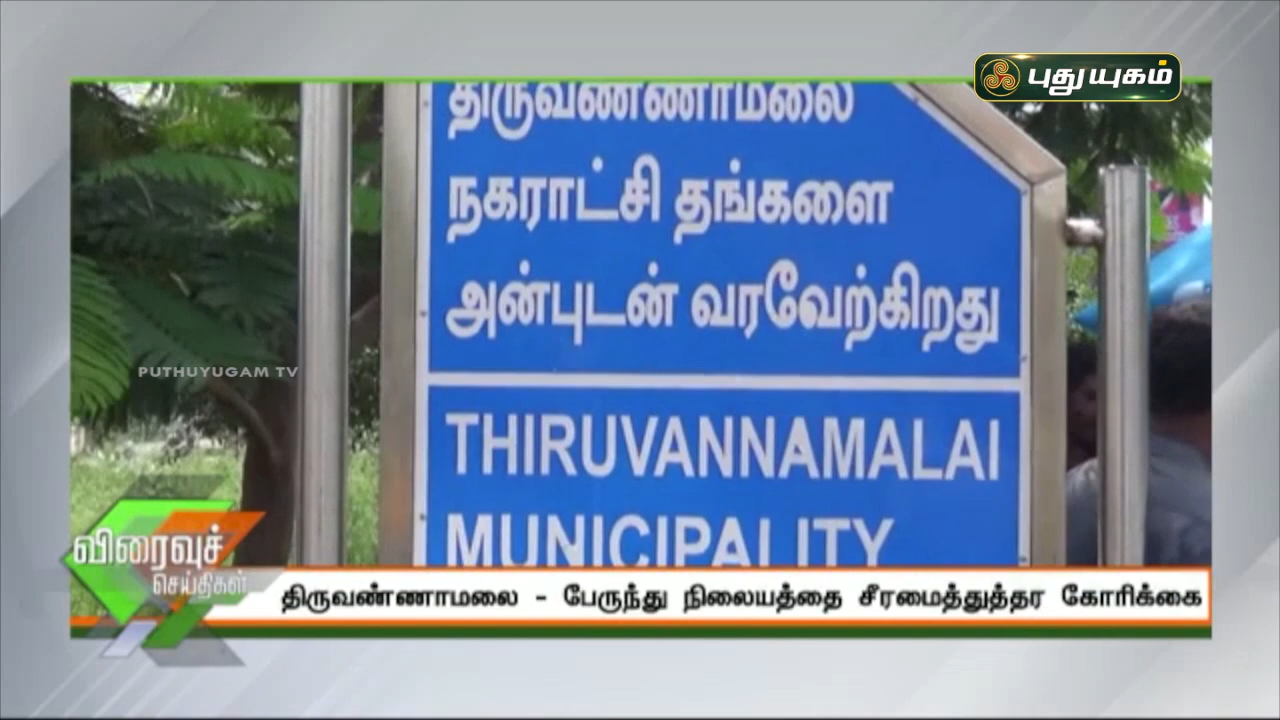 புதுயுகம்
திருவண்ணாமலை
நகராட்சி தங்களை
அன்புடன் வரவேற்கிறது
PUTHUYUGAM TV
THIRUVANNAMALAI
MUNICIPALITY
விரைவுச்
செய்திகள்
திருவண்ணாமலை - பேருந்து நிலையத்தை சீரமைத்துத்தர கோரிக்கை